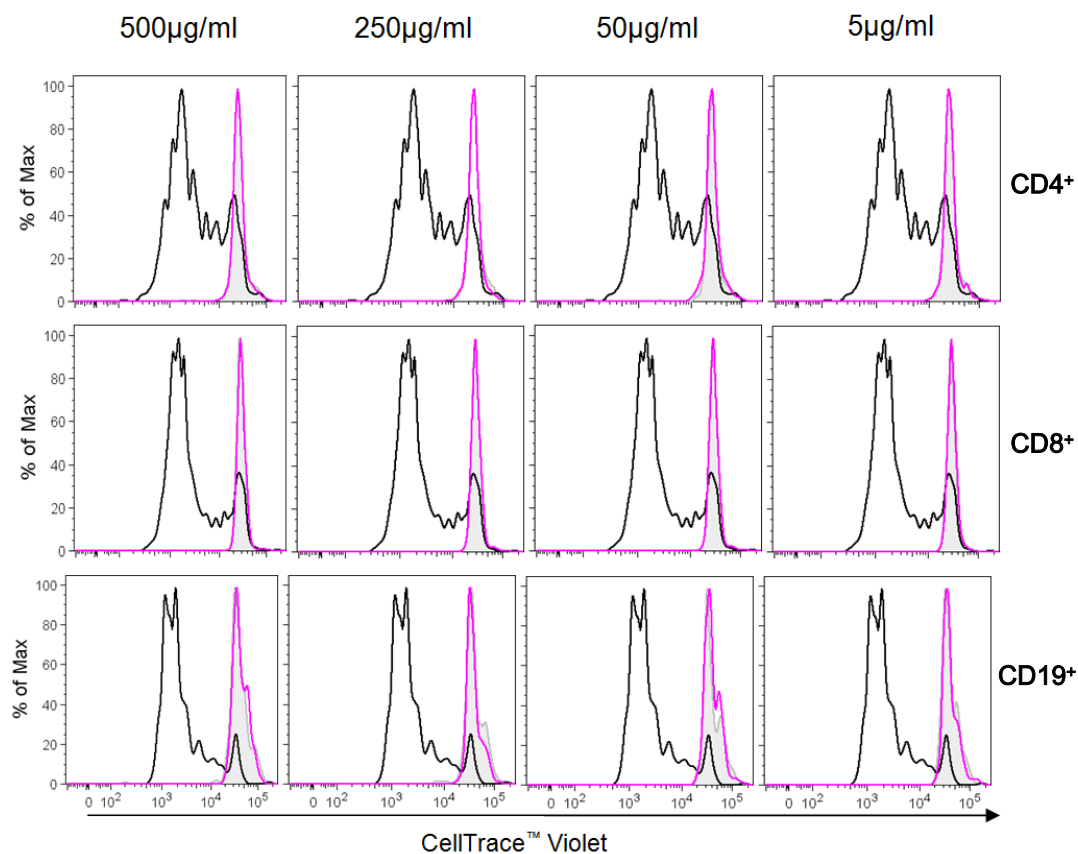 500µg/ml 250µg/ml 50µg/ml 5µg/ml
100
80
60
40
20
0
% of Max
CD4⁺
100
80
60
40
20
0
% of Max
CD8⁺
100
80
60
40
20
0
% of Max
CD19⁺
0 10² 10³ 10⁴ 10⁵ 0 10² 10³ 10⁴ 10⁵ 0 10² 10³ 10⁴ 10⁵ 0 10² 10³ 10⁴ 10⁵
CellTrace™ Violet